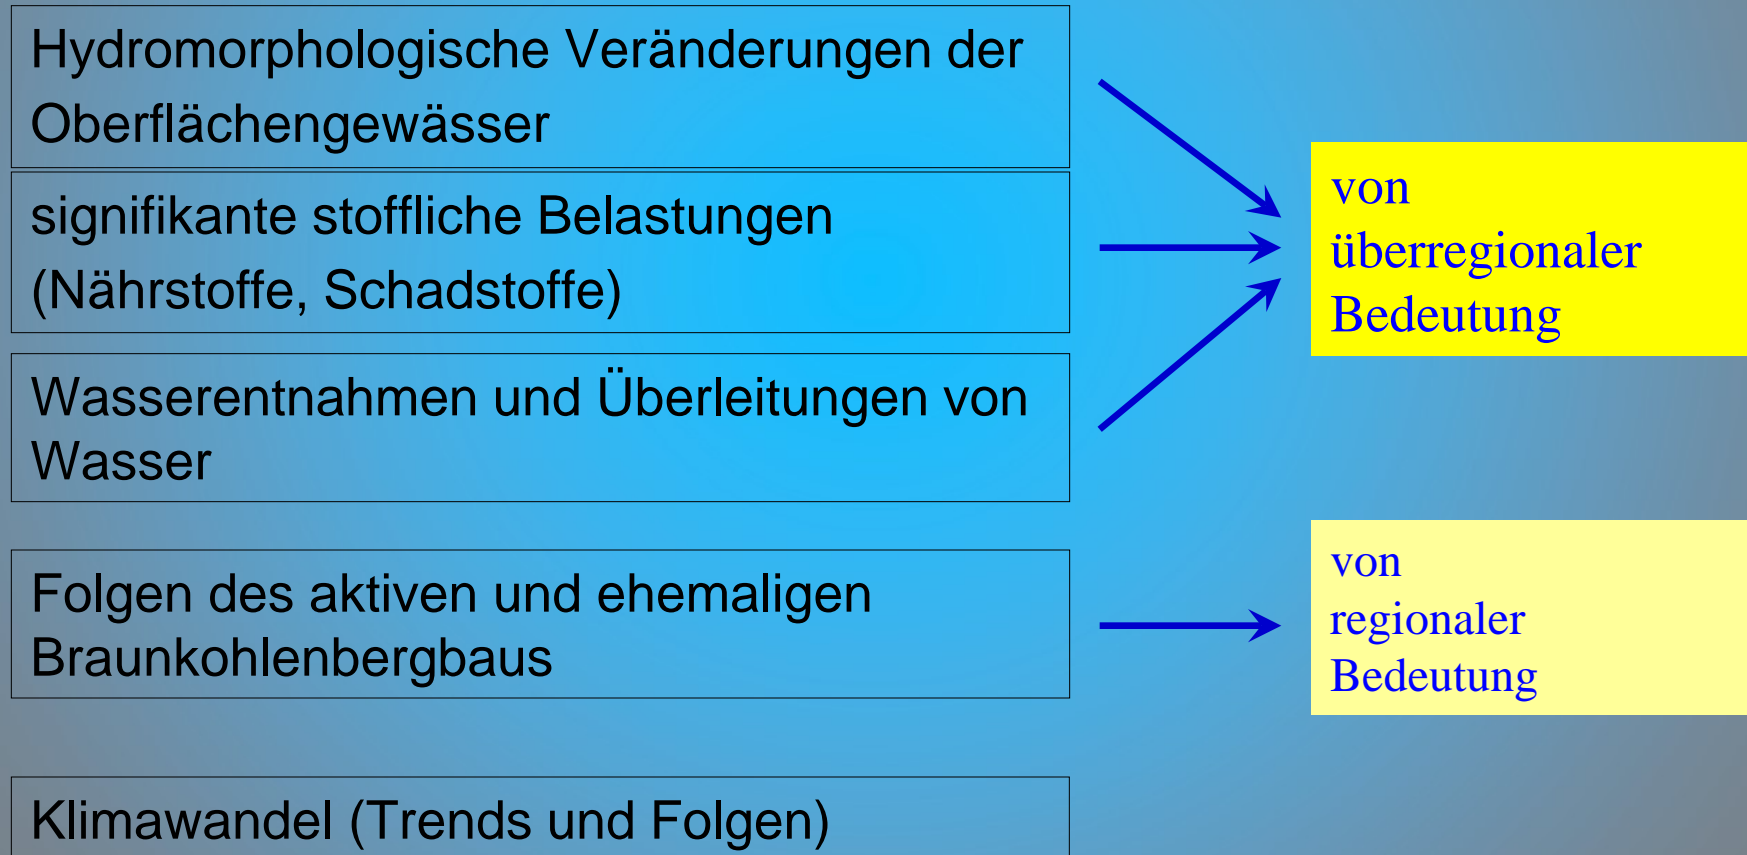 Hydromorphologische Veränderungen der
Oberflächengewässer
signifikante stoffliche Belastungen
(Nährstoffe, Schadstoffe)
Wasserentnahmen und Überleitungen von
Wasser
von
überregionaler
Bedeutung
Folgen des aktiven und ehemaligen
Braunkohlenbergbaus
von
regionaler
Bedeutung
Klimawandel (Trends und Folgen)